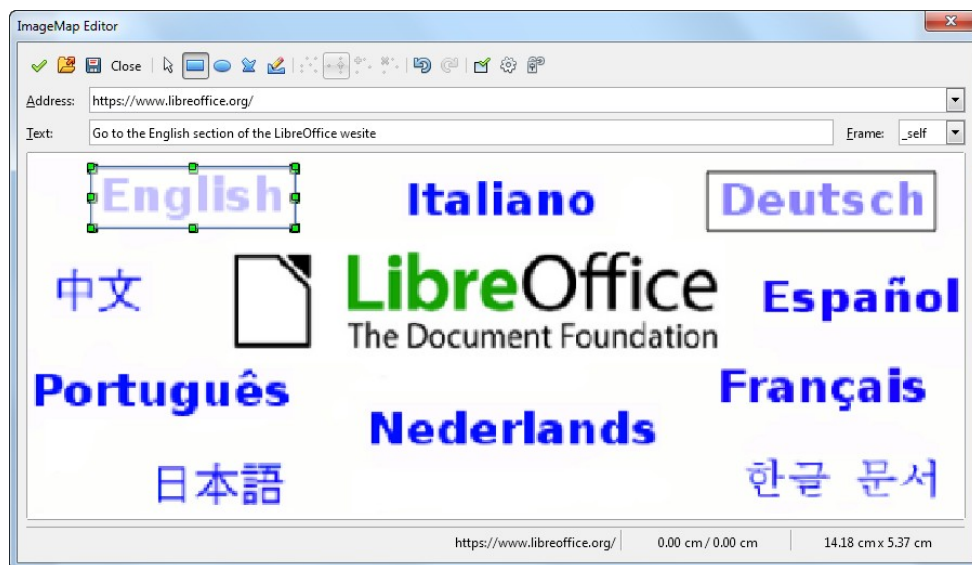 ImageMap Editor
Close
Address: https://www.libreoffice.org/
Text: Go to the English section of the LibreOffice wesite Frame: _self
English Italiano Deutsch
中文 LibreOffice Español
The Document Foundation
Português Français
Nederlands
日本語 한글 문서
https://www.libreoffice.org/ 0.00 cm / 0.00 cm 14.18 cm x 5.37 cm